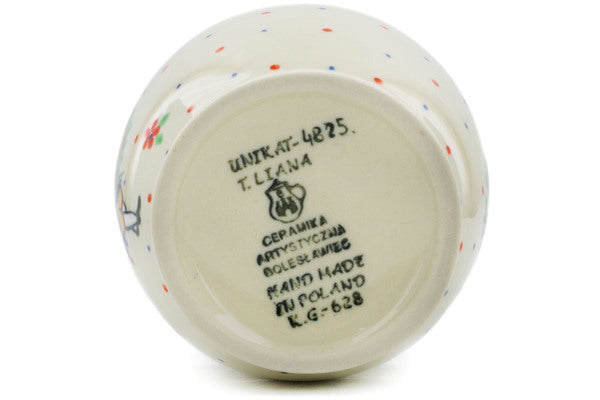 UNIKAT-4825.
T. LIANA
CERAMIKA
ARTYSTYCZNA
BOLESŁAWIEC
HAND MADE
IN POLAND
K.G.-628